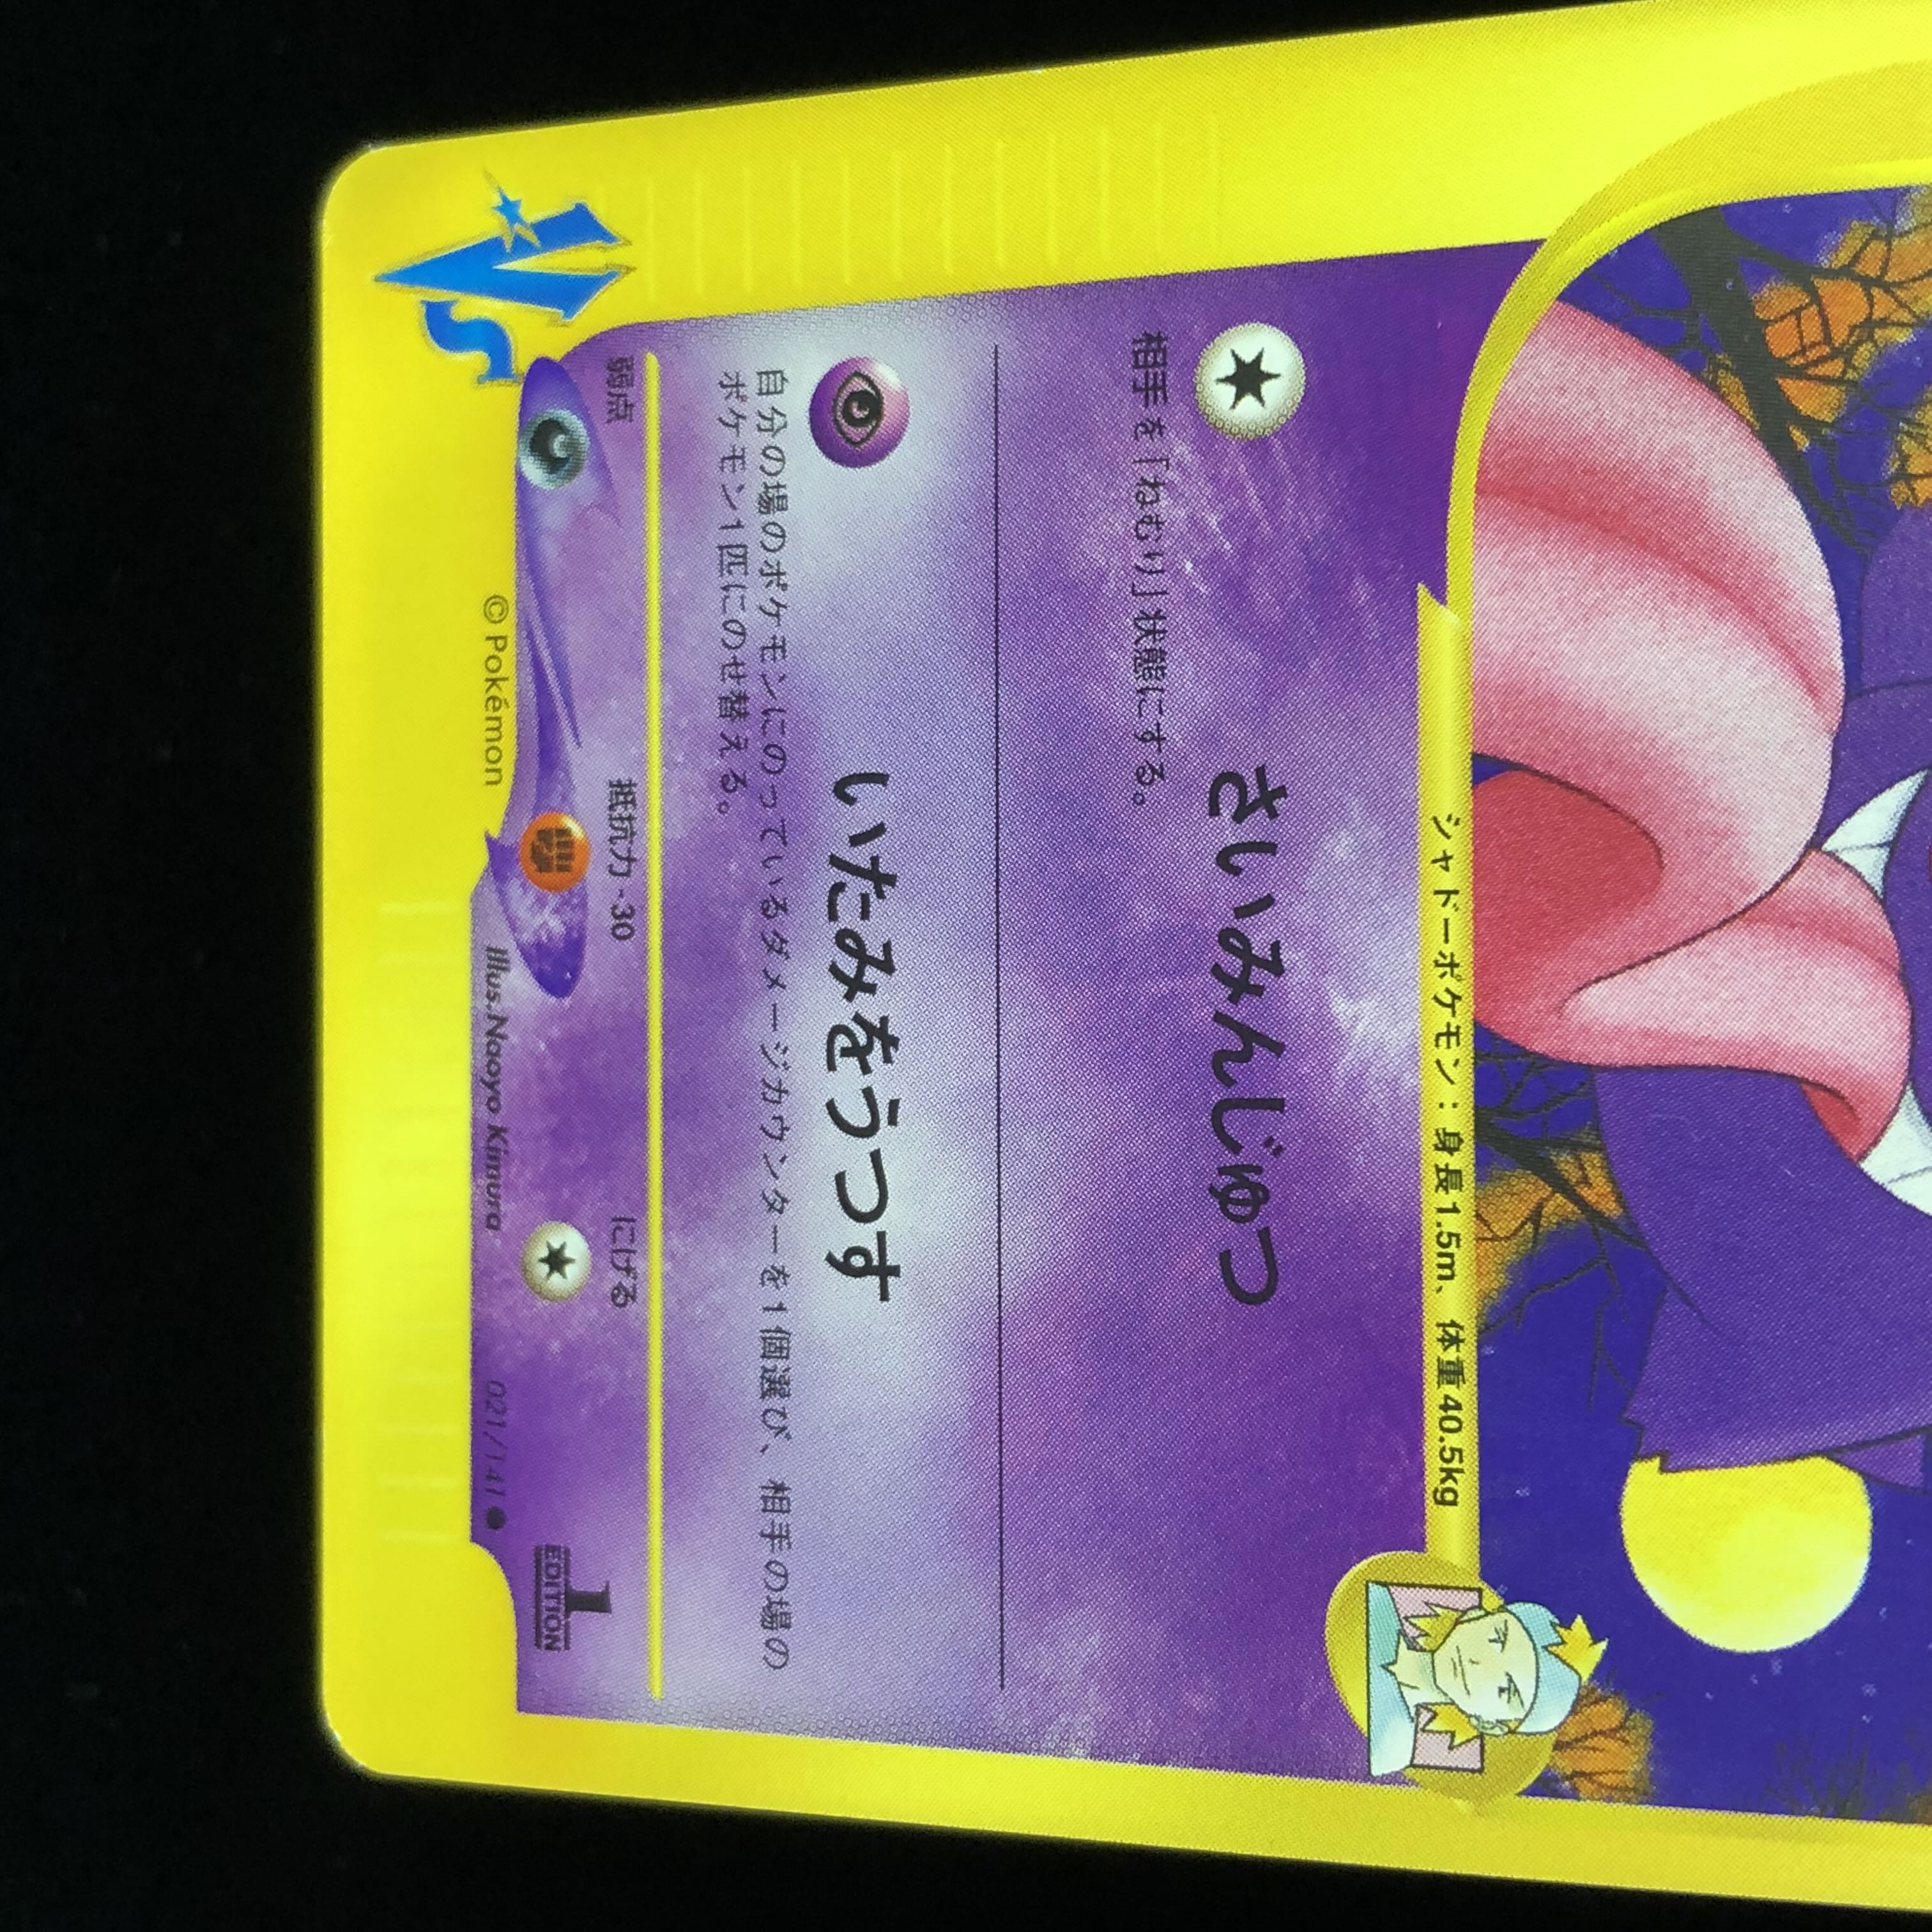 シャドーポケモン：身長1.5m、体重40.5kg
さいみんじゅつ
相手を「ねむり」状態にする。
いたみをうつす
自分の場のポケモンにのっているダメージカウンターを1個選び、相手の場の
ポケモン1匹にのせ替える。
弱点
抵抗力 -30
にげる
Illus.Naoyo Kimura
021/141 ●
1
EDITION
© Pokémon
VS